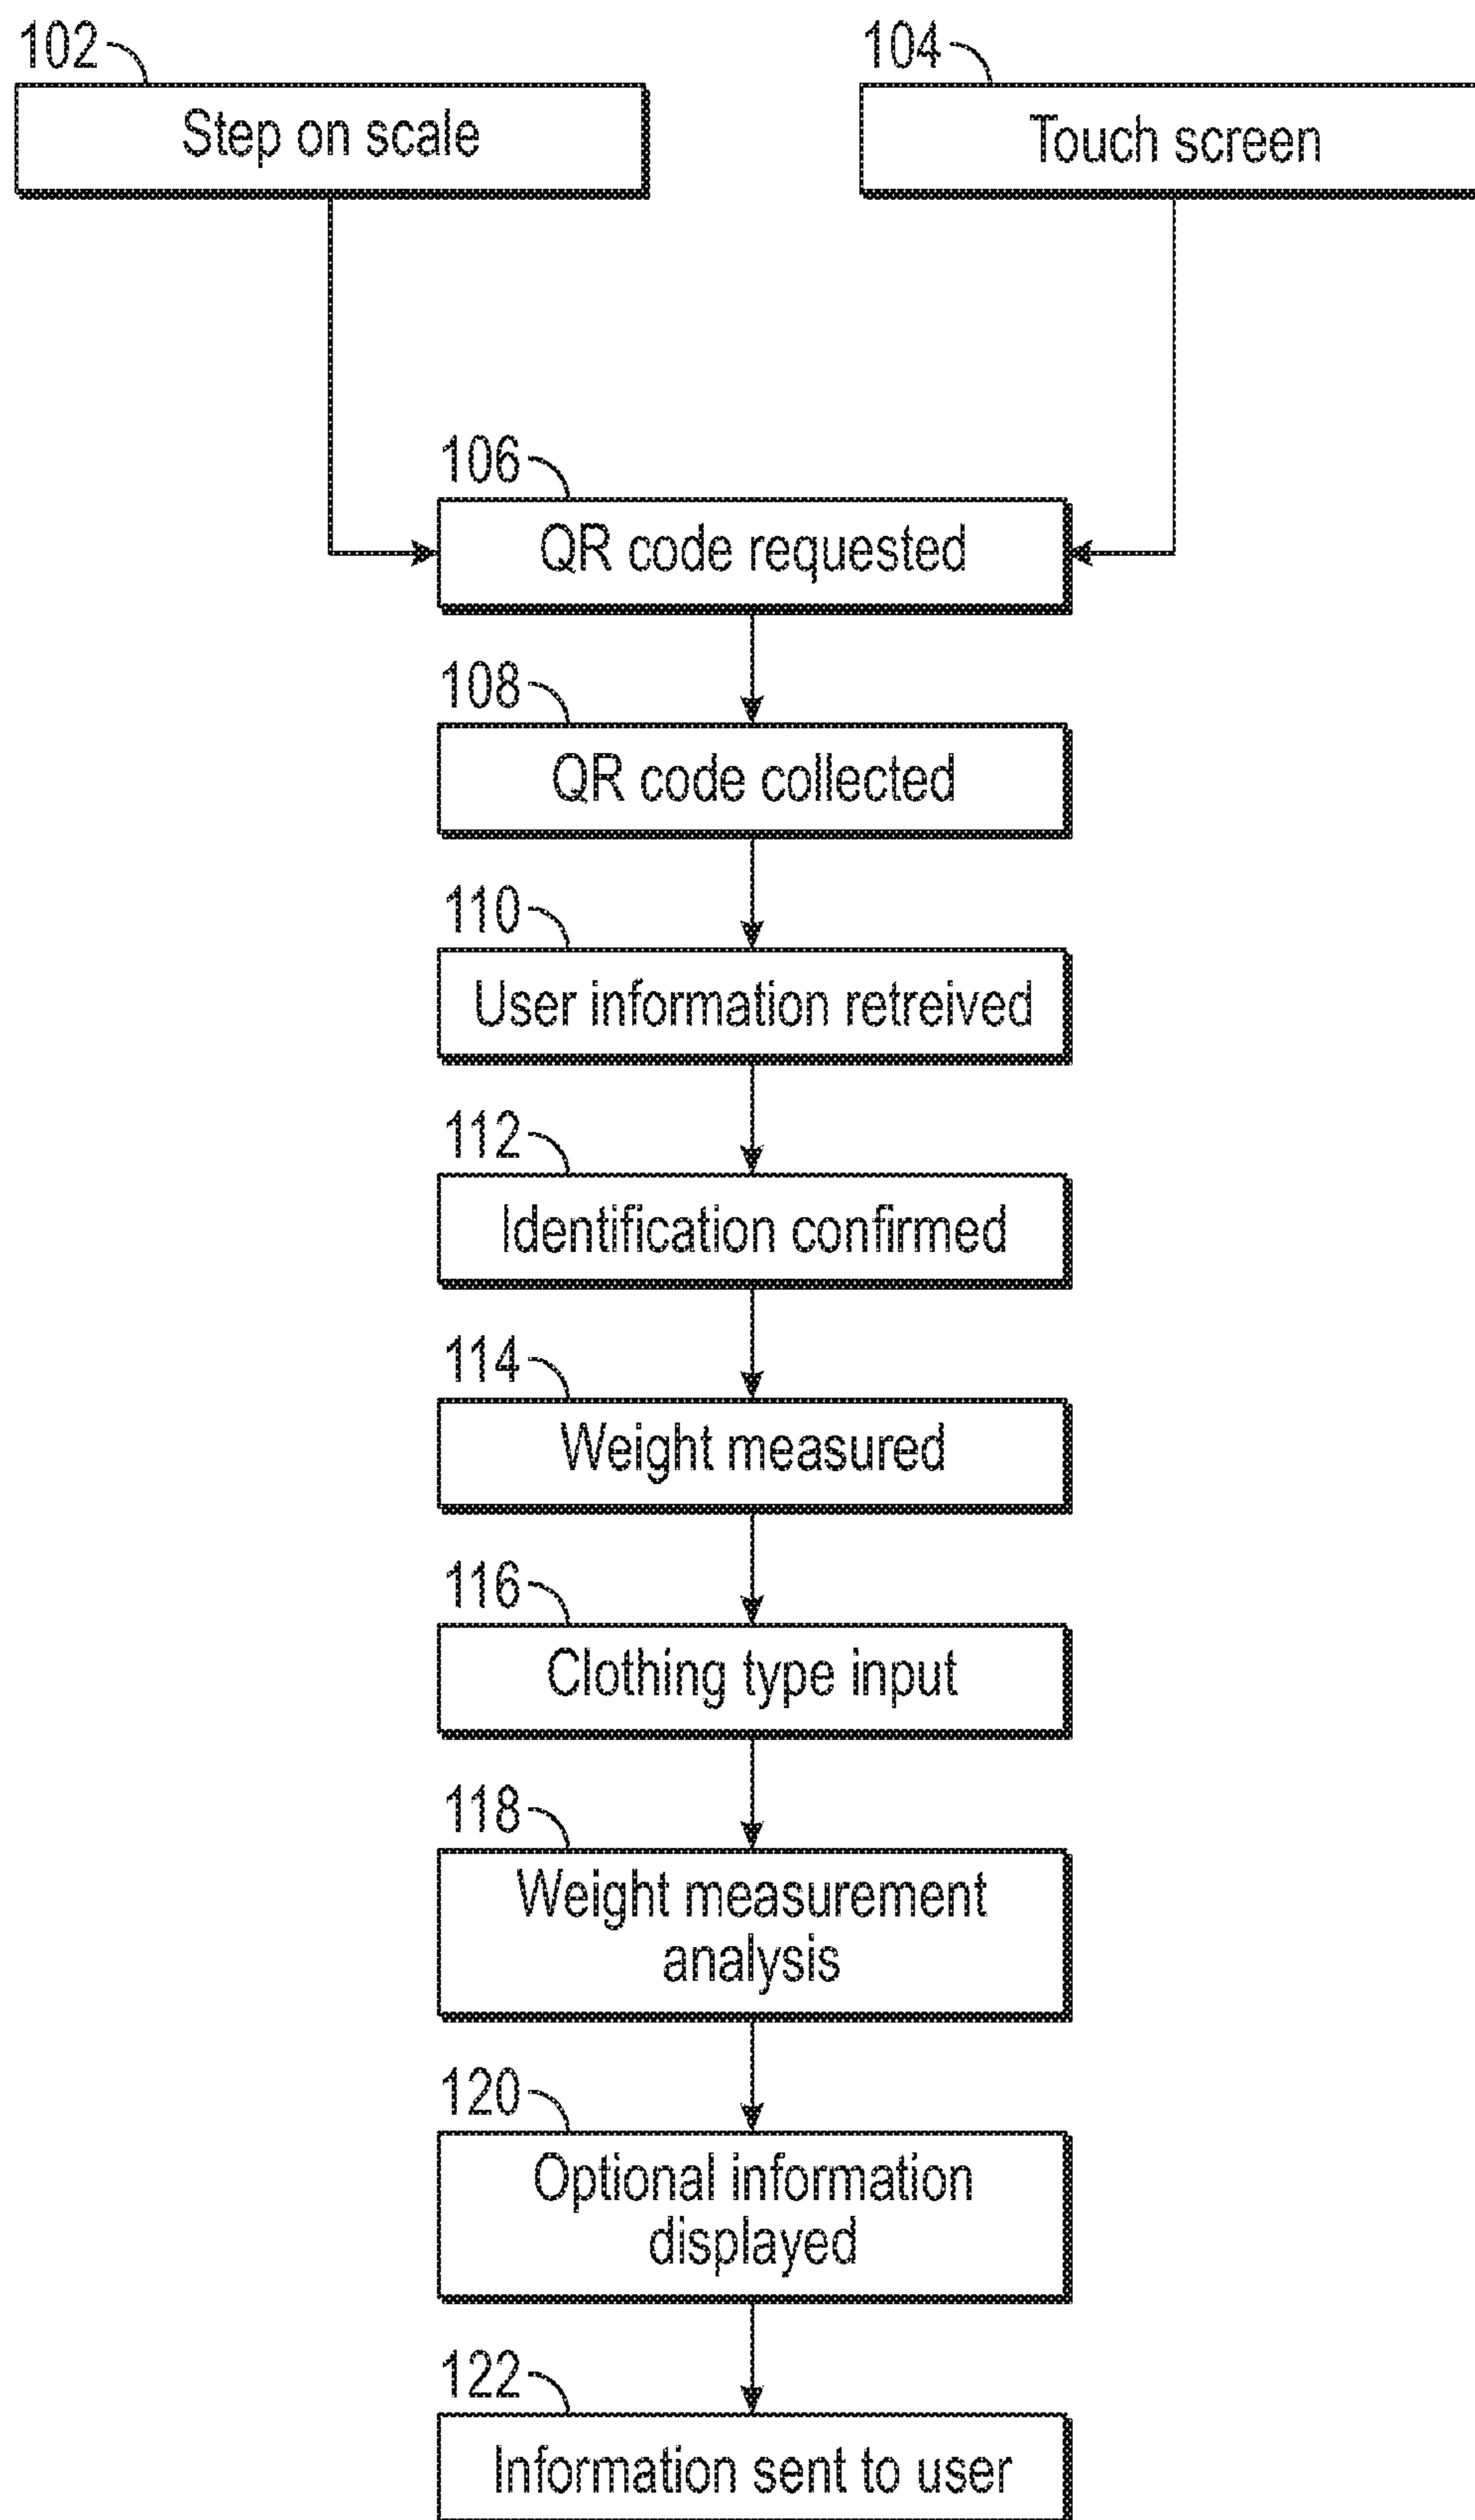 102
Step on scale
104
Touch screen
106
QR code requested
108
QR code collected
110
User information retreived
112
Identification confirmed
114
Weight measured
116
Clothing type input
118
Weight measurement
analysis
120
Optional information
displayed
122
Information sent to user